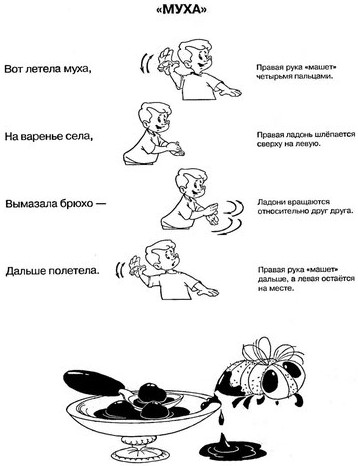 «МУХА»
Вот летела муха,
Правая рука "машет"
четырьмя пальцами.
На варенье села,
Правая ладонь шлёпается
сверху на левую.
Вымазала брюхо —
Ладони вращаются
относительно друг друга.
Дальше полетела.
Правая рука "машет"
дальше, а левая остаётся
на месте.